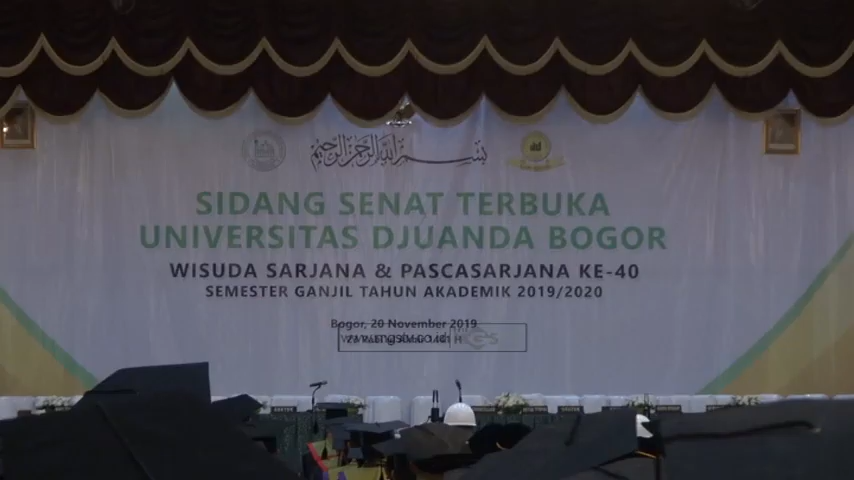 بسم الله الرحمن الرحيم
SIDANG SENAT TERBUKA
UNIVERSITAS DJUANDA BOGOR
WISUDA SARJANA & PASCASARJANA KE-40
SEMESTER GANJIL TAHUN AKADEMIK 2019/2020
Bogor, 20 November 2019